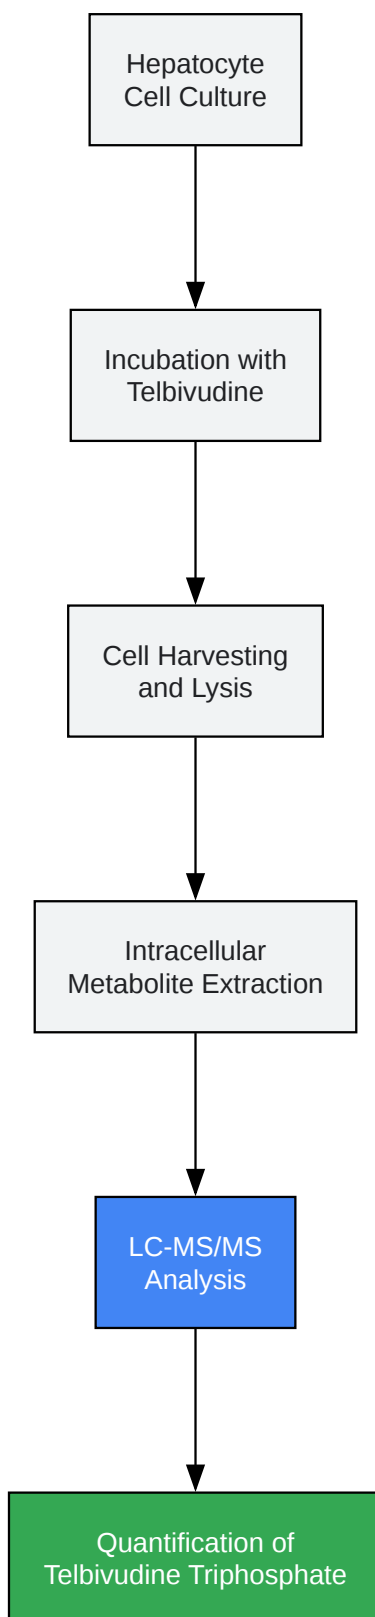 Hepatocyte
Cell Culture
Incubation with
Telbivudine
Cell Harvesting
and Lysis
Intracellular
Metabolite Extraction
LC-MS/MS
Analysis
Quantification of
Telbivudine Triphosphate